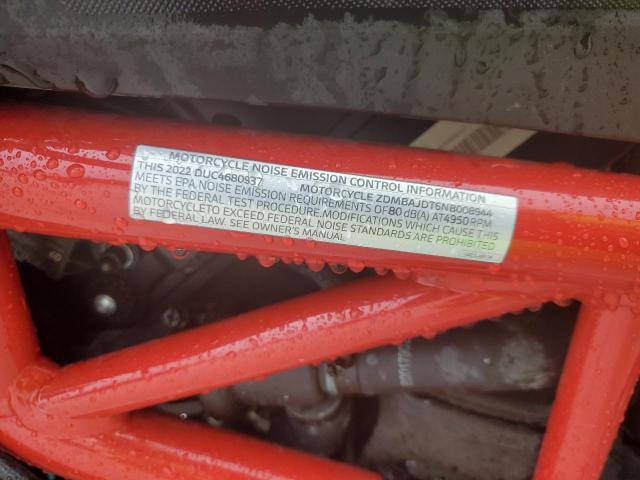 MOTORCYCLE NOISE EMISSION CONTROL INFORMATION
THIS 2022 DUC4680937 MOTORCYCLE ZDMBAJDT6NB008944
MEETS EPA NOISE EMISSION REQUIREMENTS OF 80 dB(A) AT 4950 RPM
BY THE FEDERAL TEST PROCEDURE. MODIFICATIONS WHICH CAUSE THIS
MOTORCYCLE TO EXCEED FEDERAL NOISE STANDARDS ARE PROHIBITED
BY FEDERAL LAW. SEE OWNER'S MANUAL